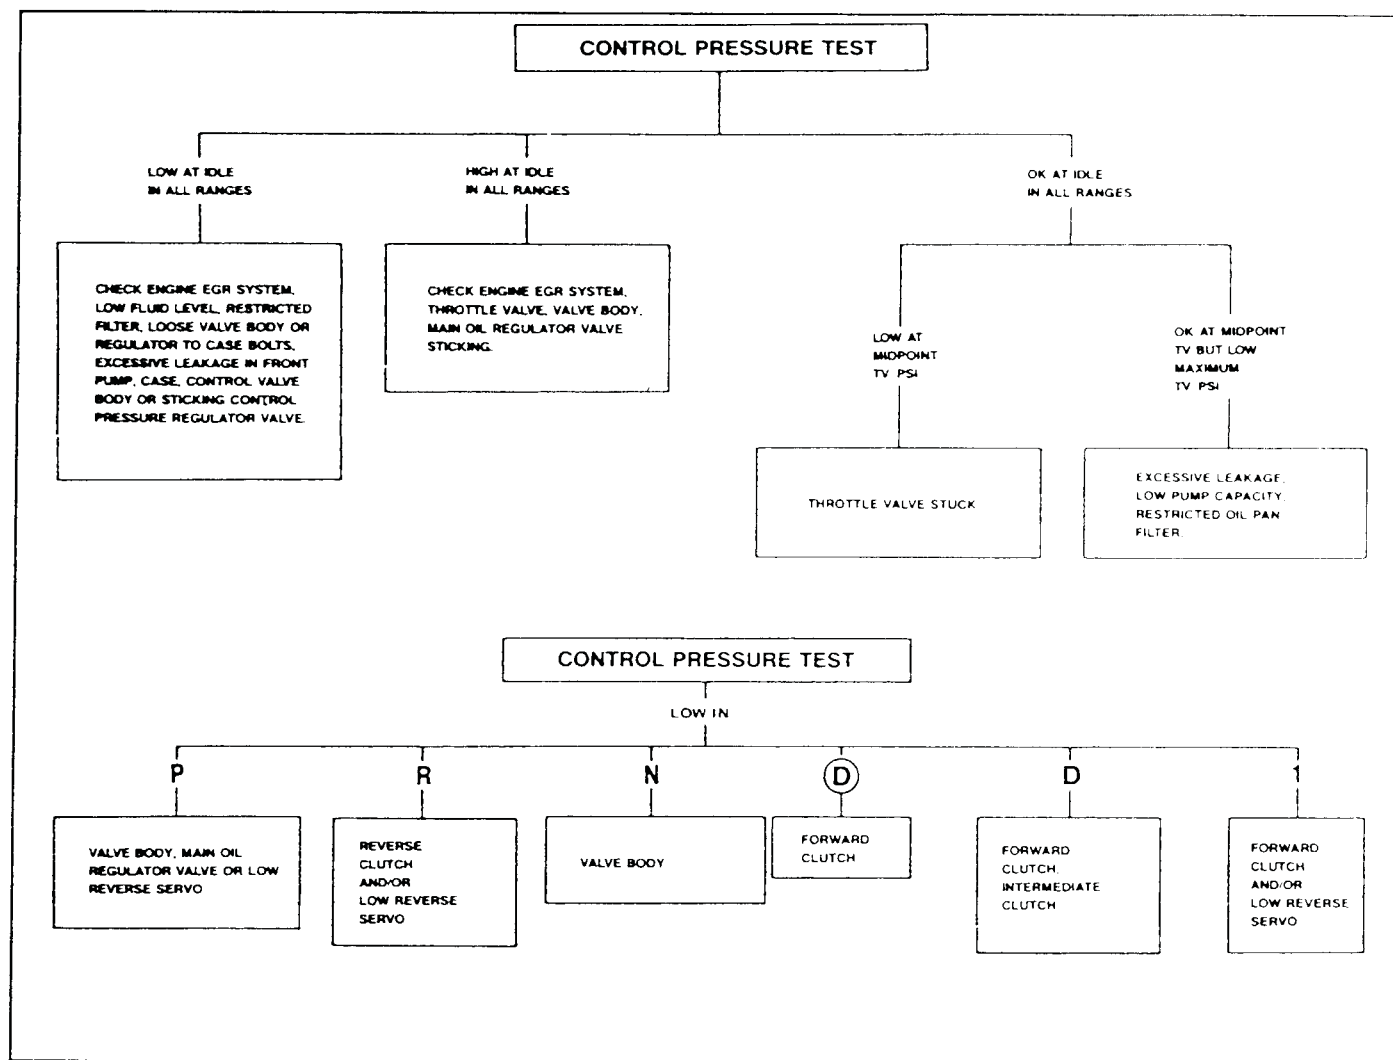 CONTROL PRESSURE TEST
LOW AT IDLE
IN ALL RANGES
HIGH AT IDLE
IN ALL RANGES
OK AT IDLE
IN ALL RANGES
CHECK ENGINE EGR SYSTEM,
LOW FLUID LEVEL, RESTRICTED
FILTER, LOOSE VALVE BODY OR
REGULATOR TO CASE BOLTS,
EXCESSIVE LEAKAGE IN FRONT
PUMP, CASE, CONTROL VALVE
BODY OR STICKING CONTROL
PRESSURE REGULATOR VALVE.
CHECK ENGINE EGR SYSTEM,
THROTTLE VALVE, VALVE BODY,
MAIN OIL REGULATOR VALVE
STICKING.
LOW AT
MIDPOINT
TV PSI
OK AT MIDPOINT
TV BUT LOW
MAXIMUM
TV PSI
THROTTLE VALVE STUCK
EXCESSIVE LEAKAGE,
LOW PUMP CAPACITY,
RESTRICTED OIL PAN
FILTER.
CONTROL PRESSURE TEST
LOW IN
P R N D D 1
VALVE BODY, MAIN OIL
REGULATOR VALVE OR LOW
REVERSE SERVO
REVERSE
CLUTCH
AND/OR
LOW REVERSE
SERVO
VALVE BODY
FORWARD
CLUTCH
FORWARD
CLUTCH,
INTERMEDIATE
CLUTCH
FORWARD
CLUTCH
AND/OR
LOW REVERSE
SERVO